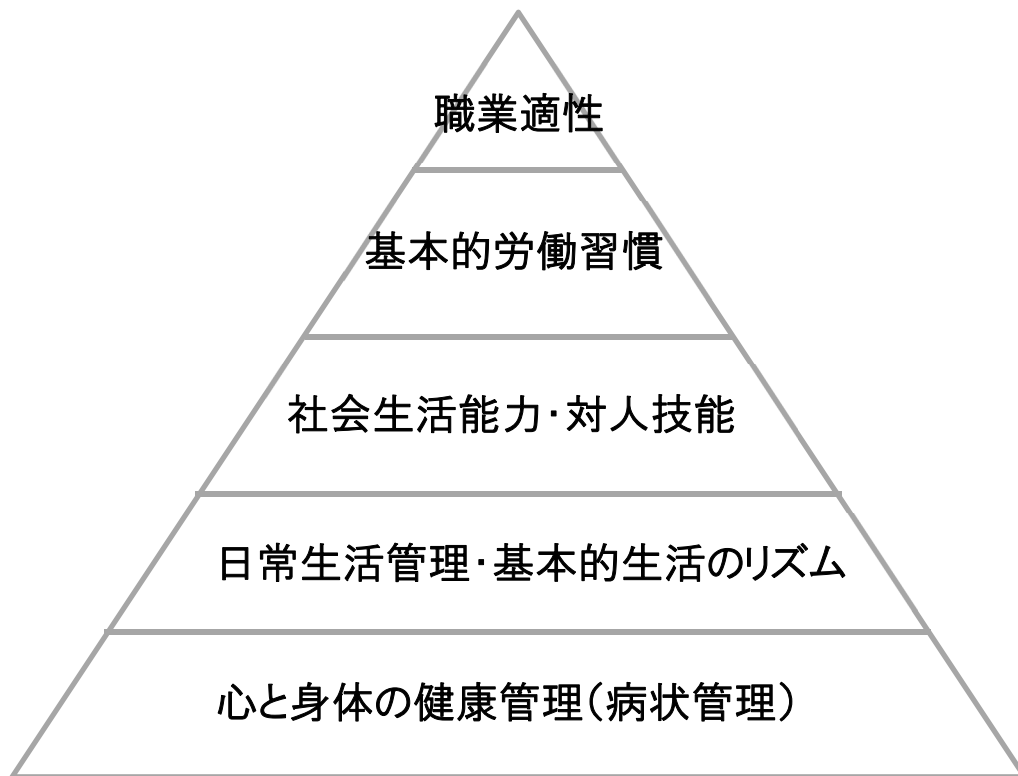 職業適性
基本的労働習慣
社会生活能力・対人技能
日常生活管理・基本的生活のリズム
心と身体の健康管理（病状管理）